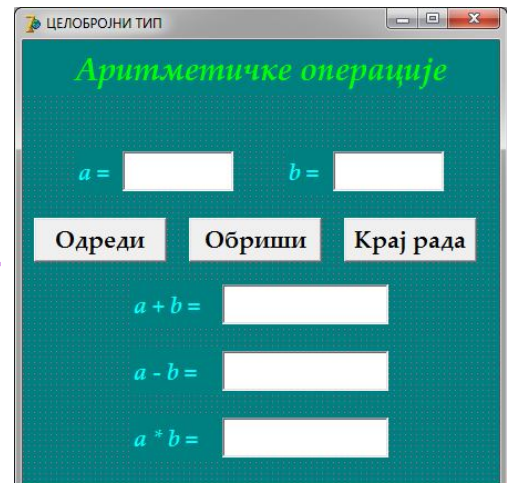 ЦЕЛОБРОЈНИ ТИП
Аритметичке операције
a = b =
Одреди Обриши Крај рада
a + b =
a - b =
a * b =